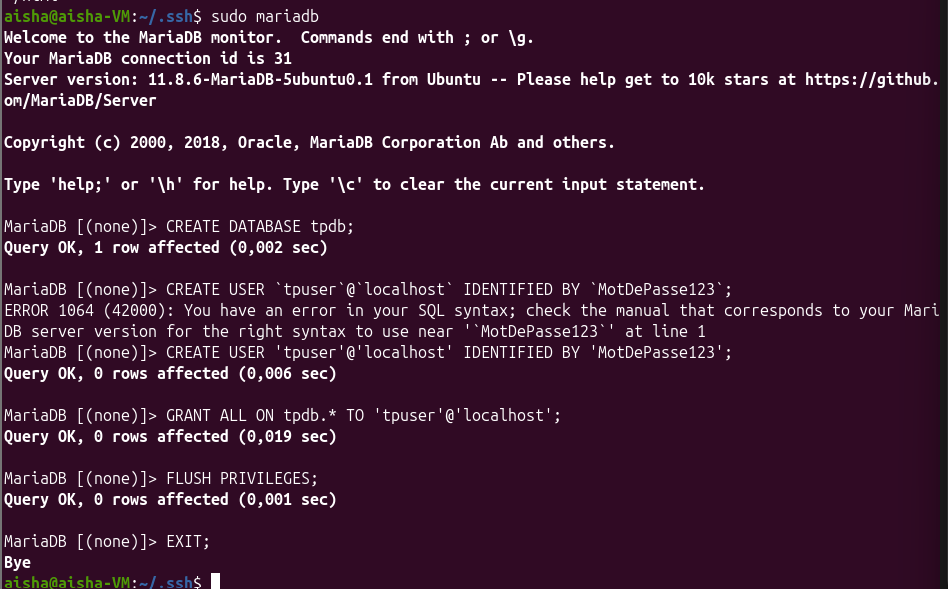 aisha@aisha-VM:~/.ssh$ sudo mariadb
Welcome to the MariaDB monitor.  Commands end with ; or \g.
Your MariaDB connection id is 31
Server version: 11.8.6-MariaDB-5ubuntu0.1 from Ubuntu -- Please help get to 10k stars at https://github.
om/MariaDB/Server
Copyright (c) 2000, 2018, Oracle, MariaDB Corporation Ab and others.
Type 'help;' or '\h' for help. Type '\c' to clear the current input statement.
MariaDB [(none)]> CREATE DATABASE tpdb;
Query OK, 1 row affected (0,002 sec)
MariaDB [(none)]> CREATE USER `tpuser`@`localhost` IDENTIFIED BY `MotDePasse123`;
ERROR 1064 (42000): You have an error in your SQL syntax; check the manual that corresponds to your Mari
DB server version for the right syntax to use near '`MotDePasse123`' at line 1
MariaDB [(none)]> CREATE USER 'tpuser'@'localhost' IDENTIFIED BY 'MotDePasse123';
Query OK, 0 rows affected (0,006 sec)
MariaDB [(none)]> GRANT ALL ON tpdb.* TO 'tpuser'@'localhost';
Query OK, 0 rows affected (0,019 sec)
MariaDB [(none)]> FLUSH PRIVILEGES;
Query OK, 0 rows affected (0,001 sec)
MariaDB [(none)]> EXIT;
Bye
aisha@aisha-VM:~/.ssh$